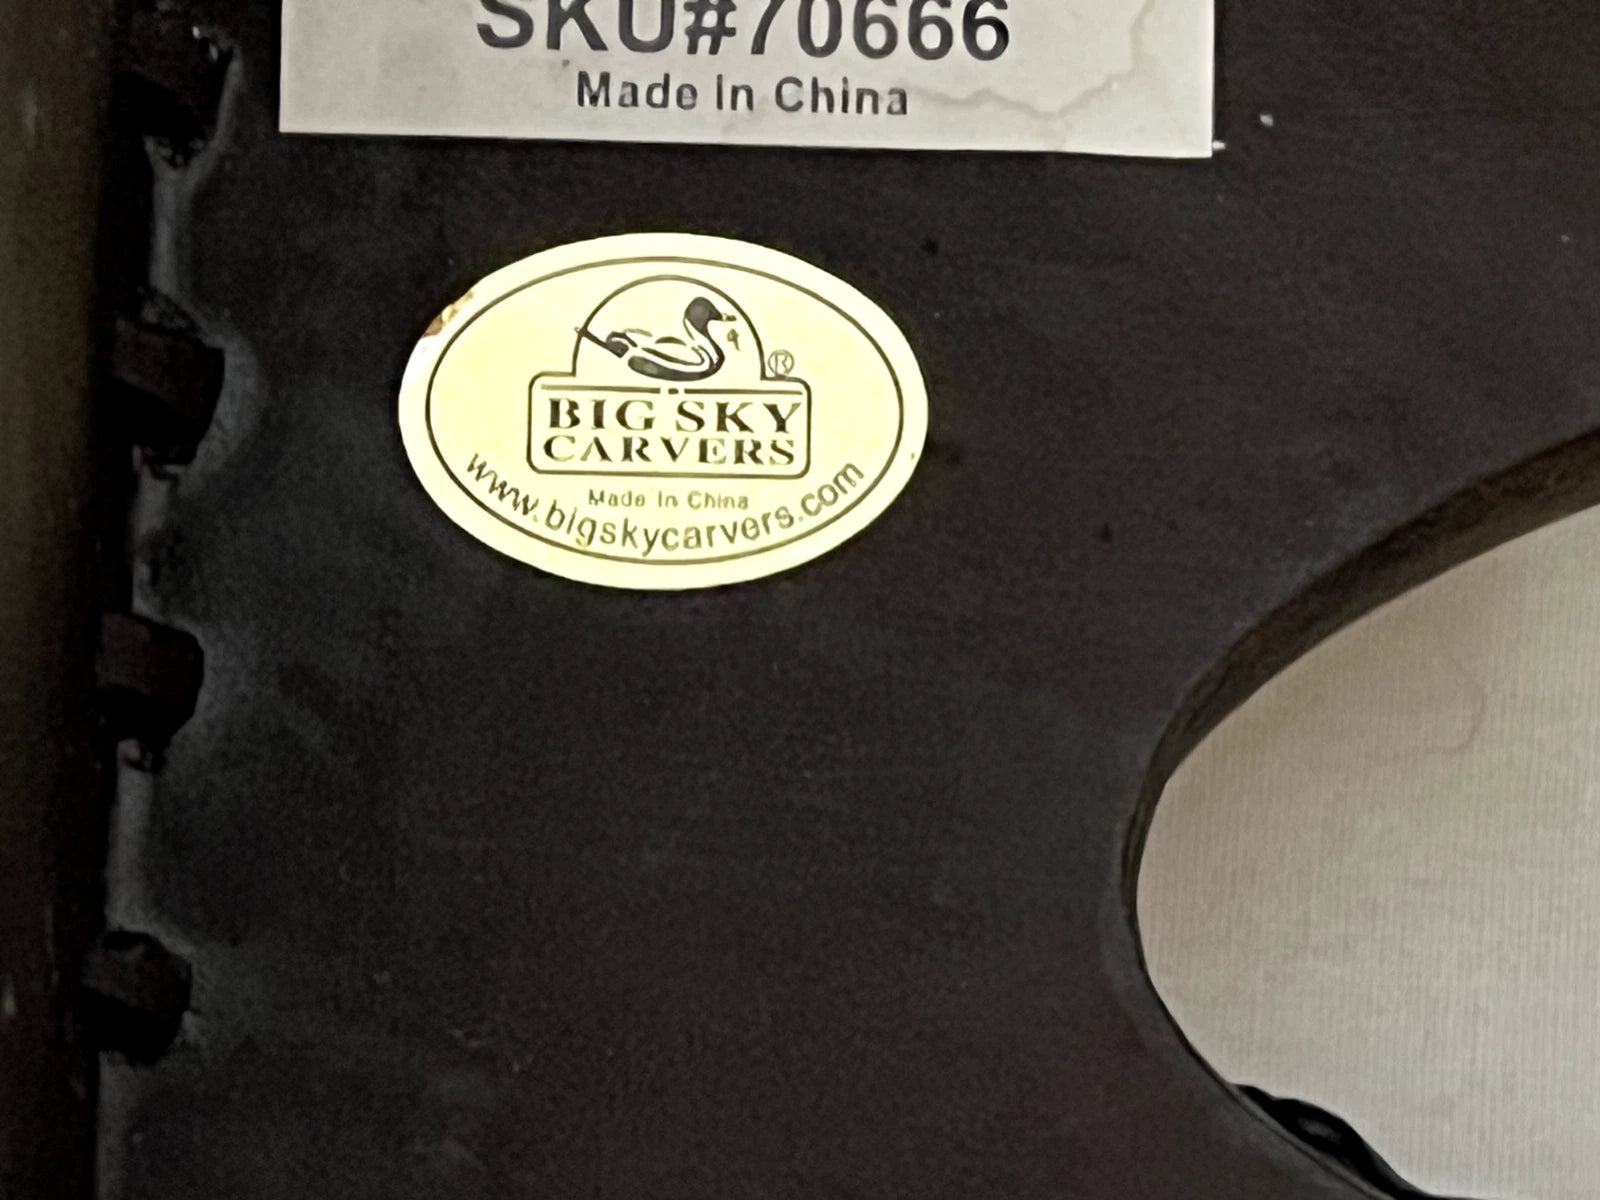 SKU#70666
Made In China
®
BIG SKY
CARVERS
Made In China
www.bigskycarvers.com